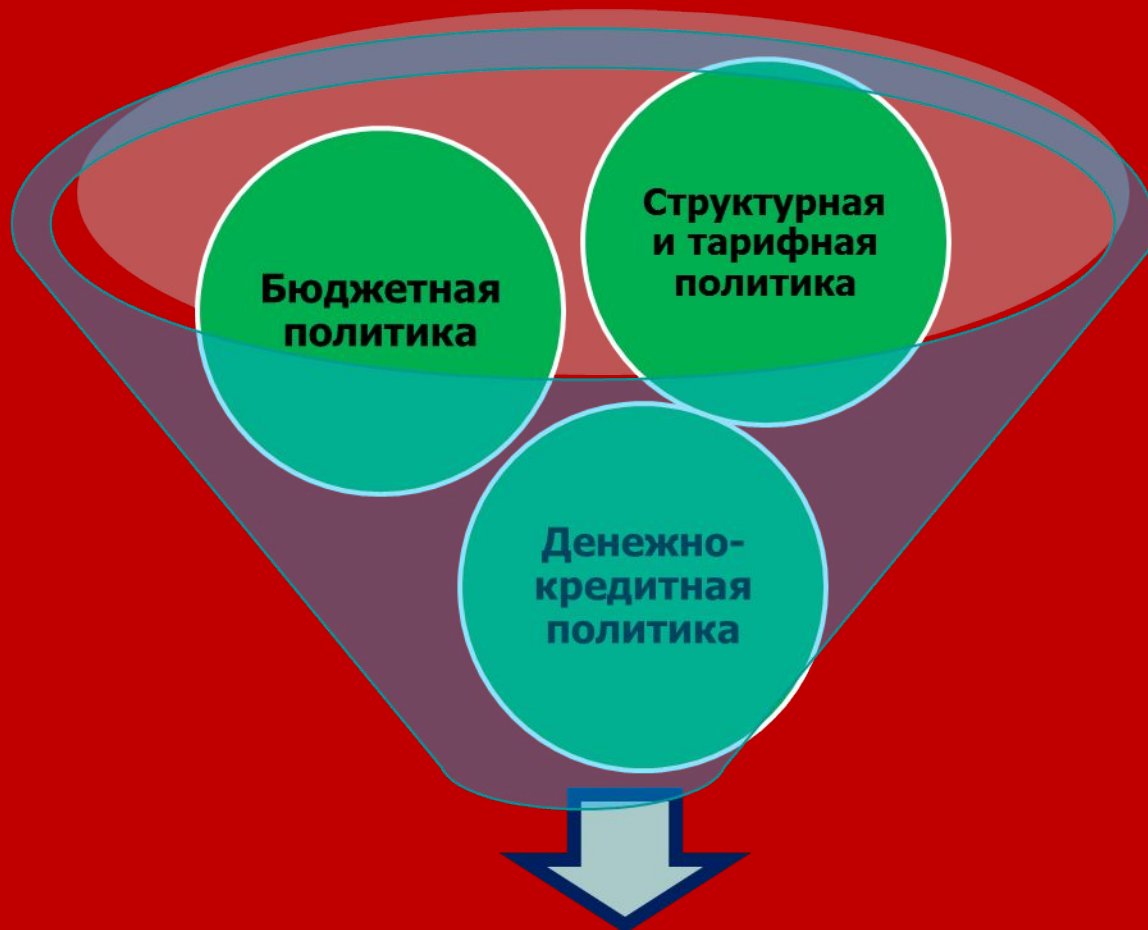 Бюджетная
политика
Структурная
и тарифная
политика
Денежно-
кредитная
политика